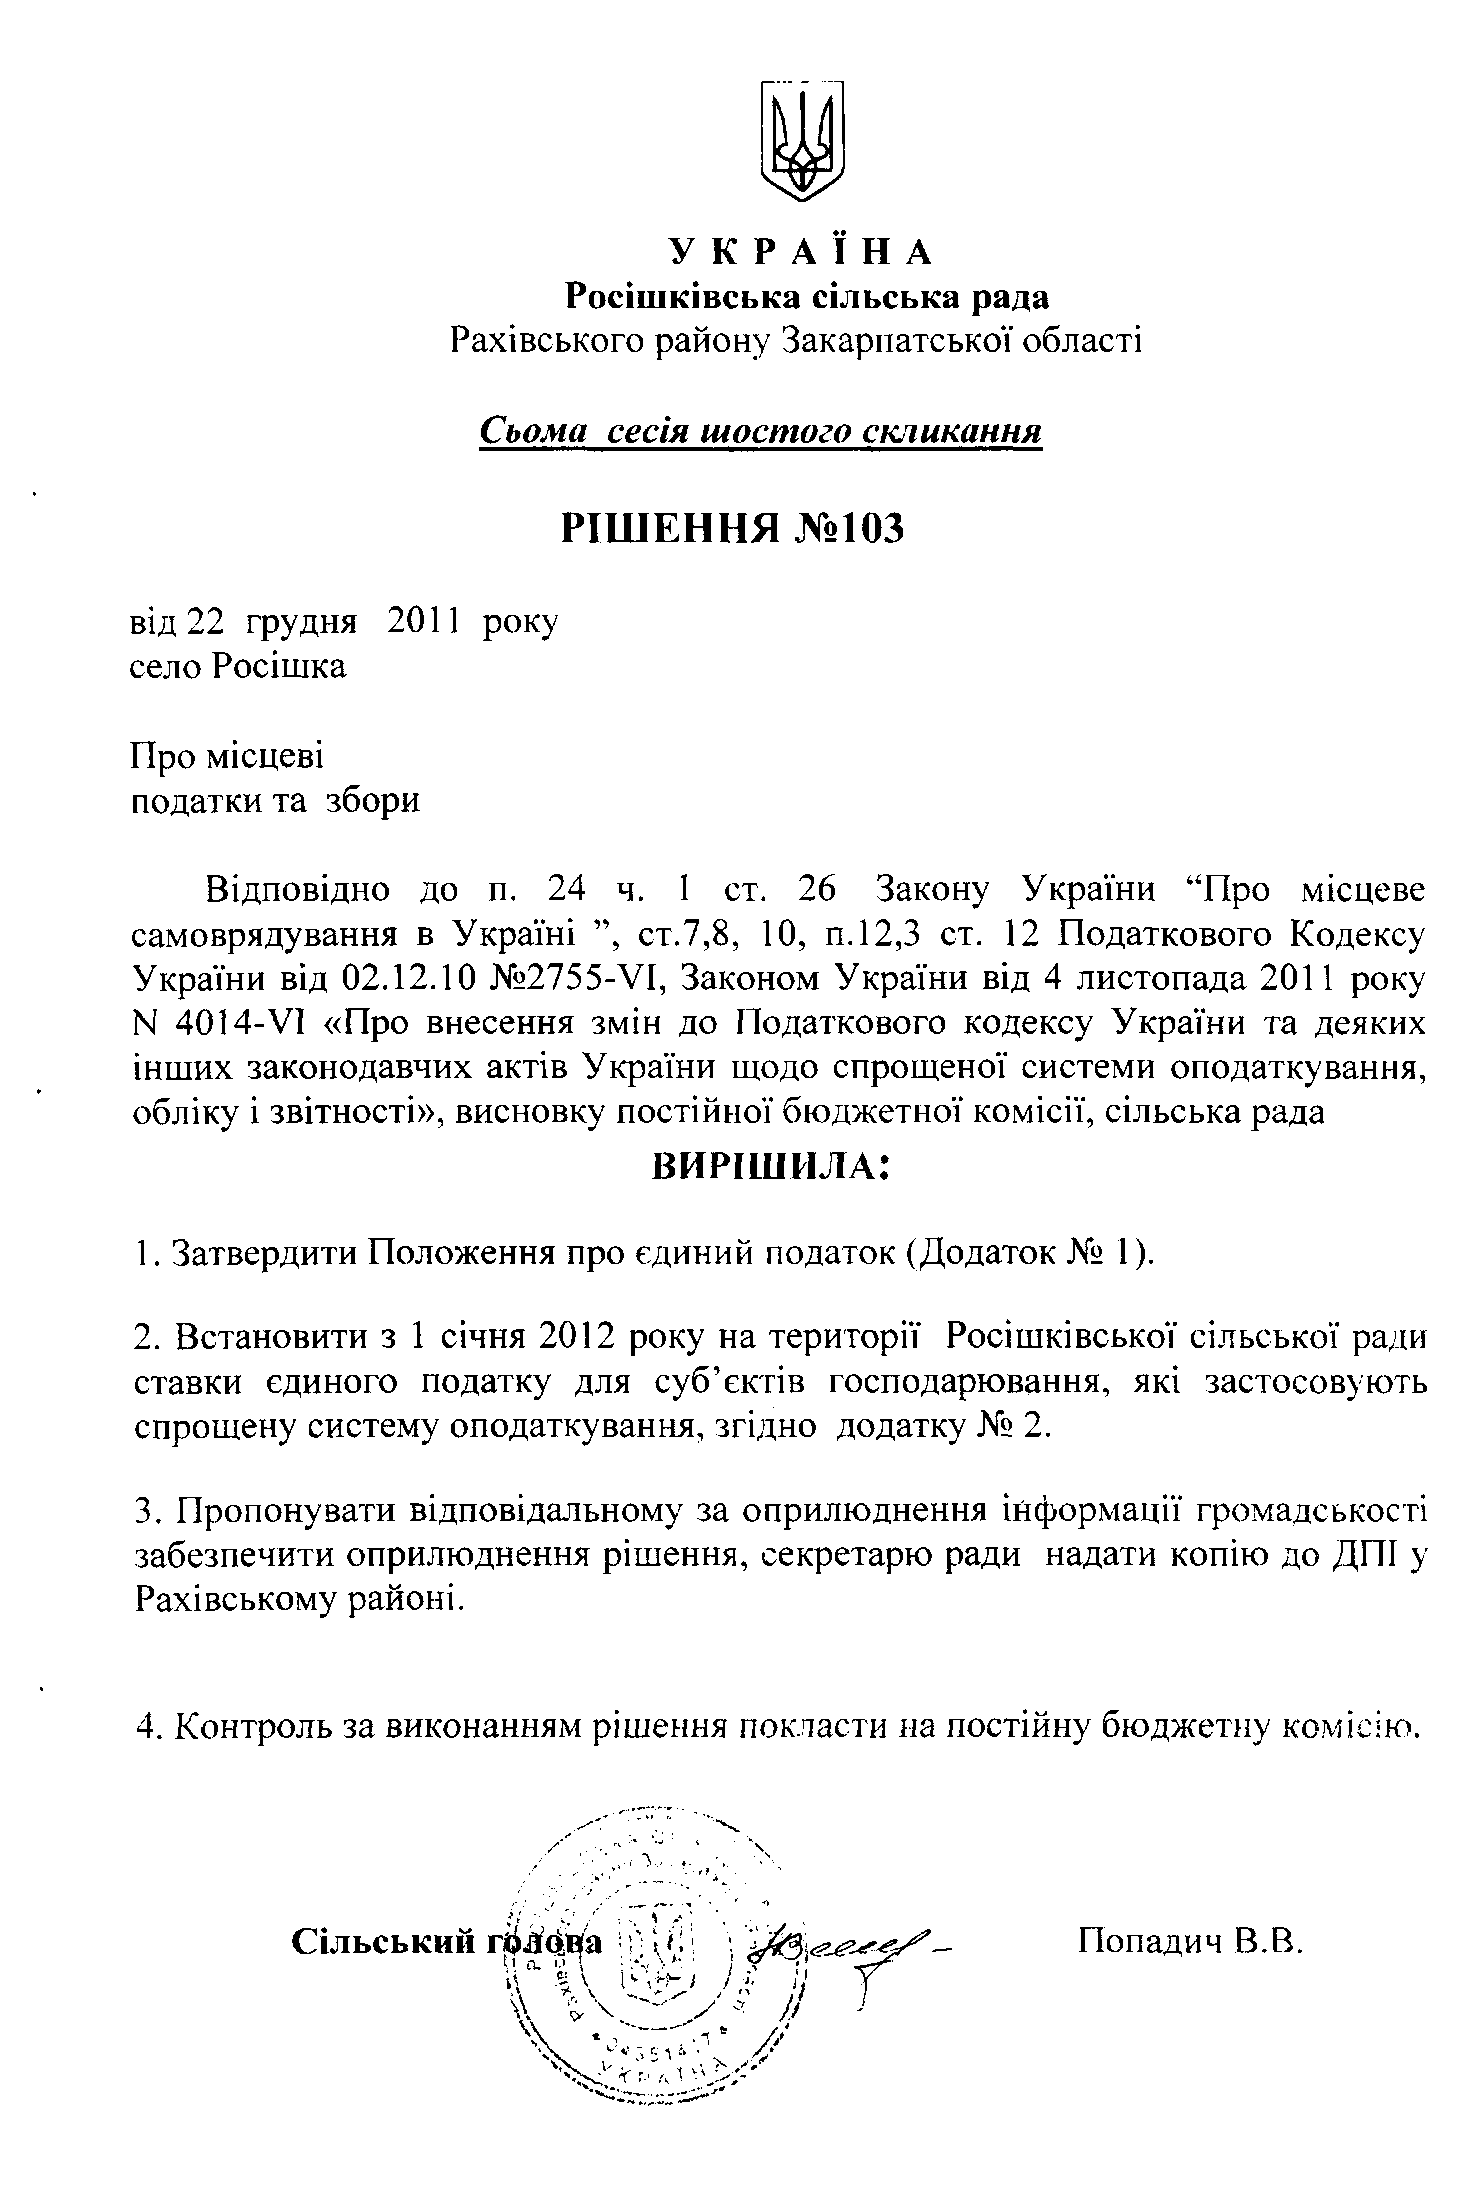 У К Р А Ї Н А
Росішківська сільська рада
Рахівського району Закарпатської області
Сьома сесія шостого скликання
РІШЕННЯ №103
від 22 грудня 2011 року
село Росішка
Про місцеві
податки та збори
Відповідно до п. 24 ч. 1 ст. 26 Закону України “Про місцеве
самоврядування в Україні ”, ст.7,8, 10, п.12,3 ст. 12 Податкового Кодексу
України від 02.12.10 №2755-VI, Законом України від 4 листопада 2011 року
N 4014-VI «Про внесення змін до Податкового кодексу України та деяких
інших законодавчих актів України щодо спрощеної системи оподаткування,
обліку і звітності», висновку постійної бюджетної комісії, сільська рада
ВИРІШИЛА:
1. Затвердити Положення про єдиний податок (Додаток № 1).
2. Встановити з 1 січня 2012 року на території Росішківської сільської ради
ставки єдиного податку для суб’єктів господарювання, які застосовують
спрощену систему оподаткування, згідно додатку № 2.
3. Пропонувати відповідальному за оприлюднення інформації громадськості
забезпечити оприлюднення рішення, секретарю ради надати копію до ДПІ у
Рахівському районі.
4. Контроль за виконанням рішення покласти на постійну бюджетну комісію.
Сільський голова Попадич В.В.
УКРАЇНА